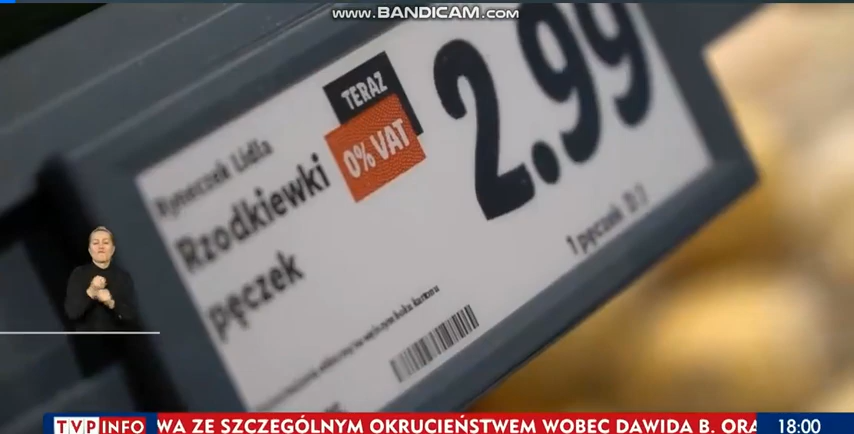 WWW.BANDICAM.COM
TERAZ
0% VAT
2.99
Ryneczek Lidla
Rzodkiewki
pęczek
1 pęczek
TVP INFO
WA ZE SZCZEGÓLNYM OKRUCIEŃSTWEM WOBEC DAWIDA B. ORA
18:00